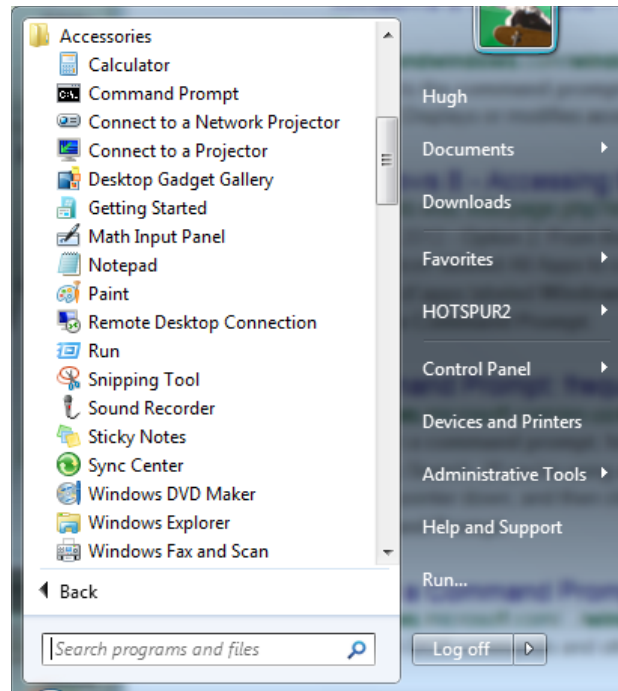 Accessories
Calculator
Command Prompt
Connect to a Network Projector
Connect to a Projector
Desktop Gadget Gallery
Getting Started
Math Input Panel
Notepad
Paint
Remote Desktop Connection
Run
Snipping Tool
Sound Recorder
Sticky Notes
Sync Center
Windows DVD Maker
Windows Explorer
Windows Fax and Scan
Back
Search programs and files
Hugh
Documents
Downloads
Favorites
HOTSPUR2
Control Panel
Devices and Printers
Administrative Tools
Help and Support
Run...
Log off